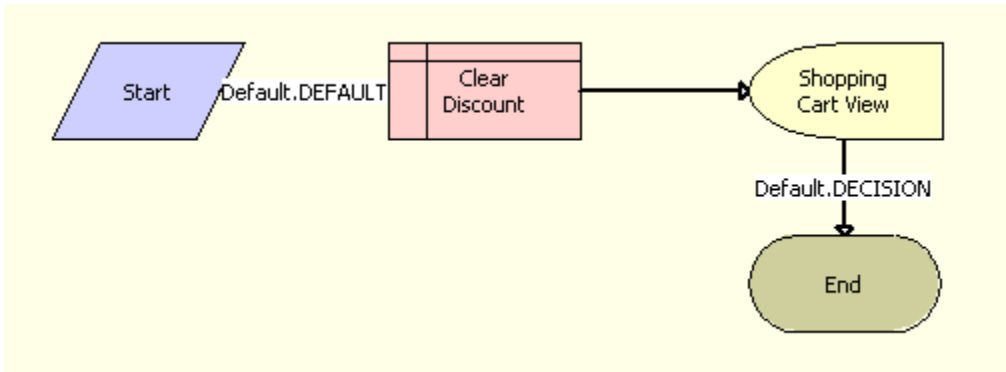 Start
Default.DEFAULT
Clear
Discount
Shopping
Cart View
Default.DECISION
End